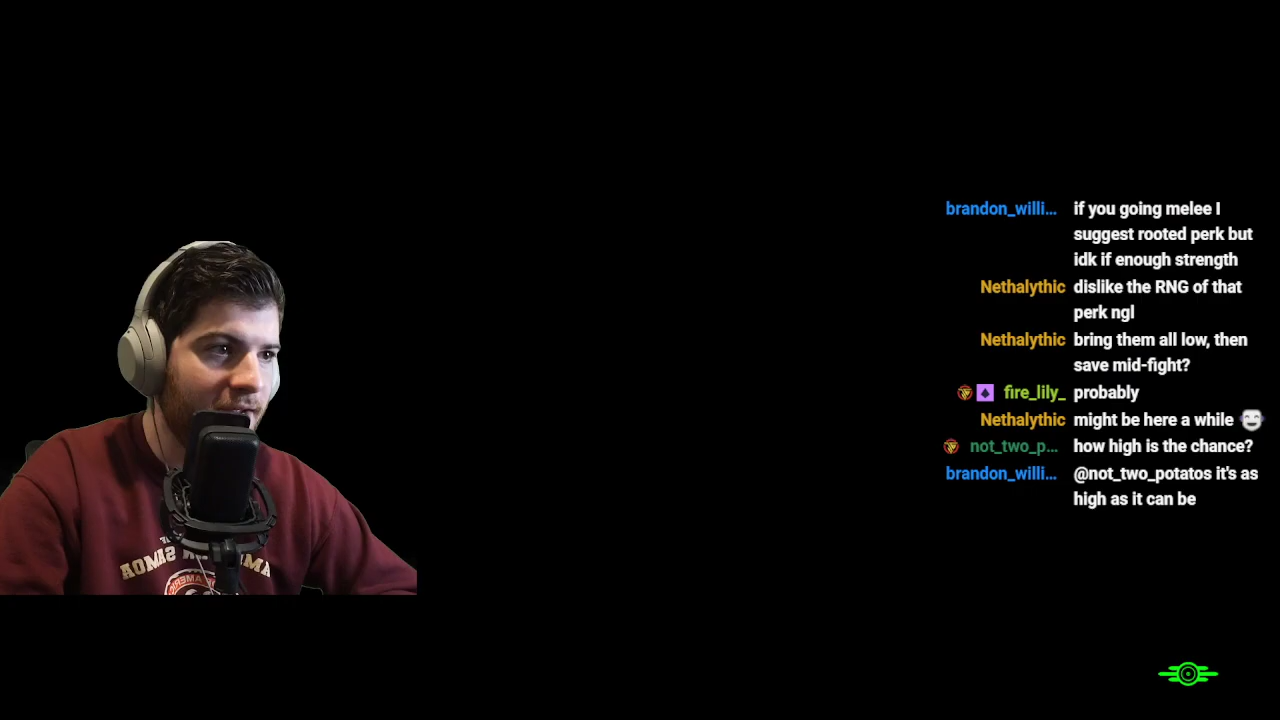 brandon_willi... if you going melee I
suggest rooted perk but
idk if enough strength
Nethalythic dislike the RNG of that
perk ngl
Nethalythic bring them all low, then
save mid-fight?
fire_lily_ probably
Nethalythic might be here a while
not_two_p... how high is the chance?
brandon_willi... @not_two_potatos it's as
high as it can be